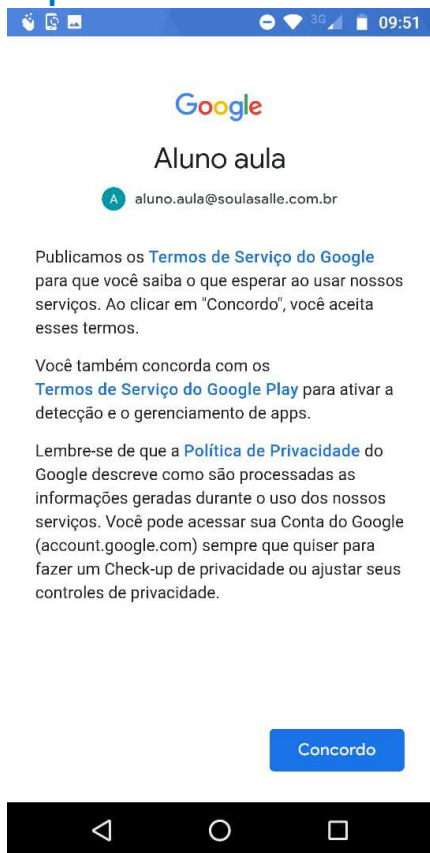 3G 09:51
Google
Aluno aula
A aluno.aula@soulasalle.com.br
Publicamos os Termos de Serviço do Google
para que você saiba o que esperar ao usar nossos
serviços. Ao clicar em "Concordo", você aceita
esses termos.
Você também concorda com os
Termos de Serviço do Google Play para ativar a
detecção e o gerenciamento de apps.
Lembre-se de que a Política de Privacidade do
Google descreve como são processadas as
informações geradas durante o uso dos nossos
serviços. Você pode acessar sua Conta do Google
(account.google.com) sempre que quiser para
fazer um Check-up de privacidade ou ajustar seus
controles de privacidade.
Concordo